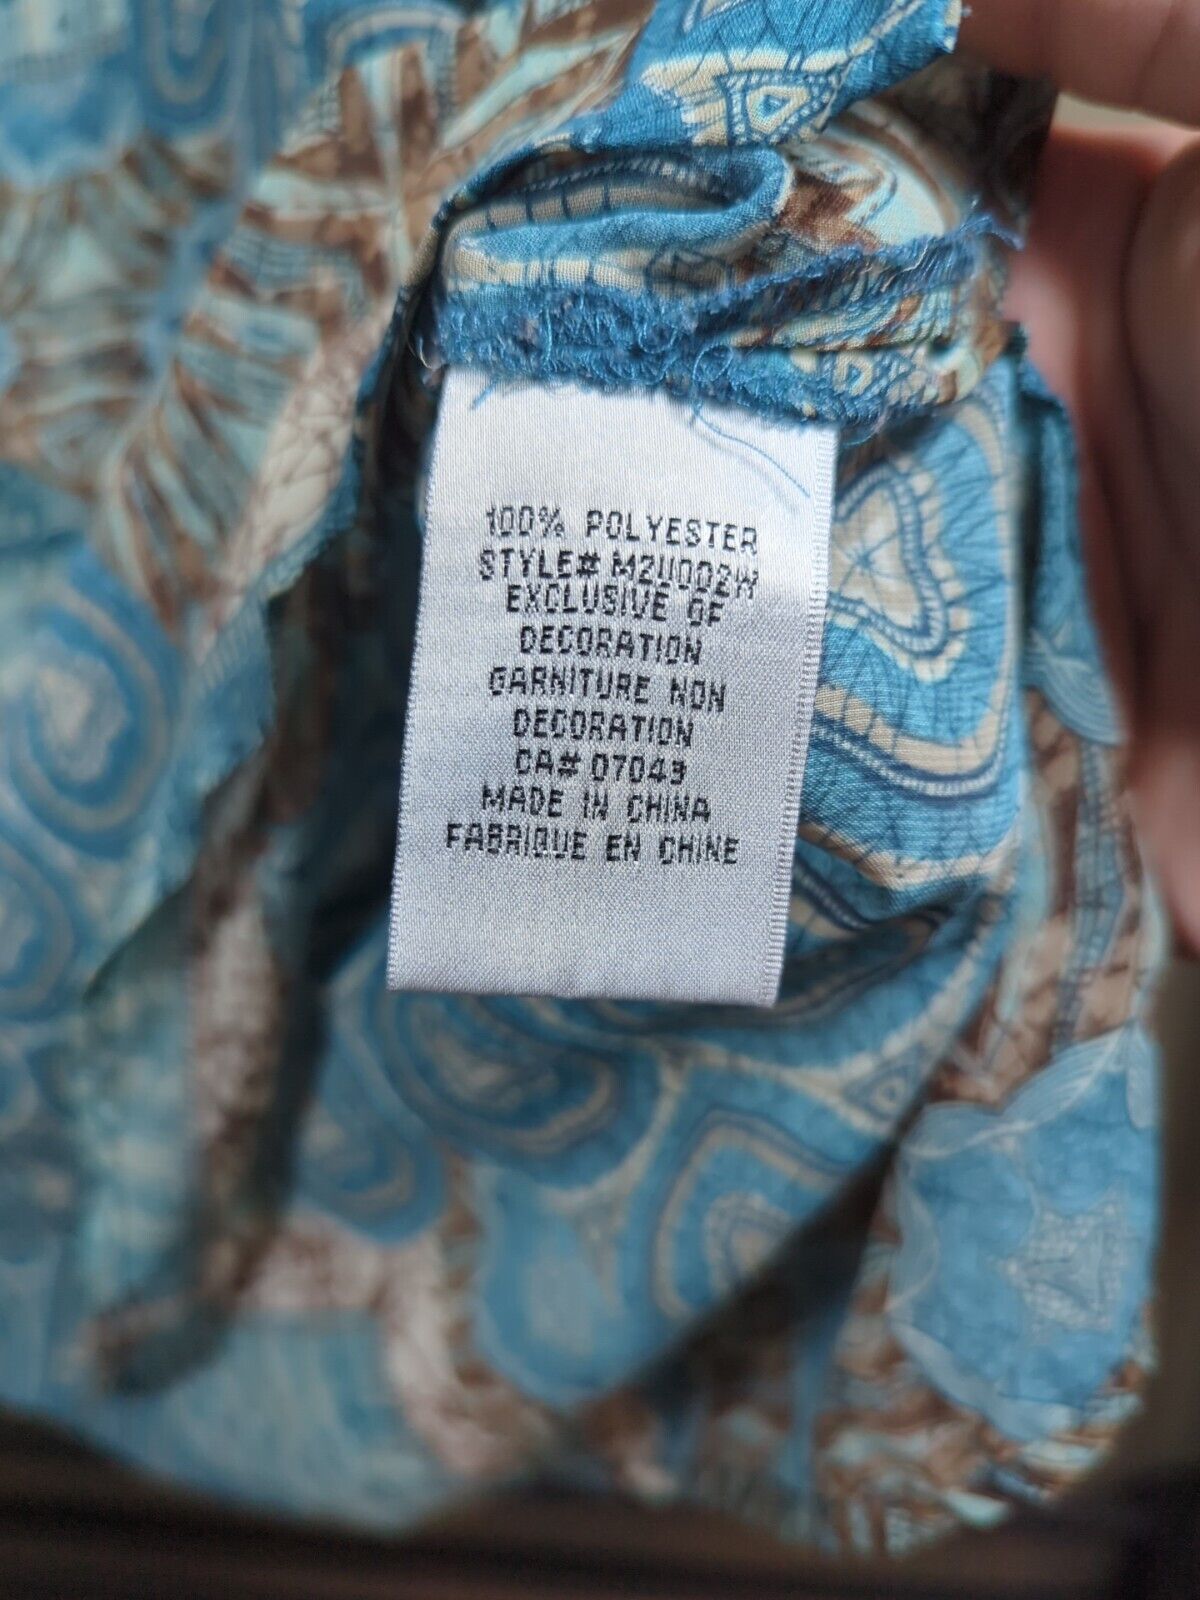 100% POLYESTER
STYLE# M2U002W
EXCLUSIVE OF
DECORATION
GARNITURE NON
DECORATION
CA# 07049
MADE IN CHINA
FABRIQUE EN CHINE